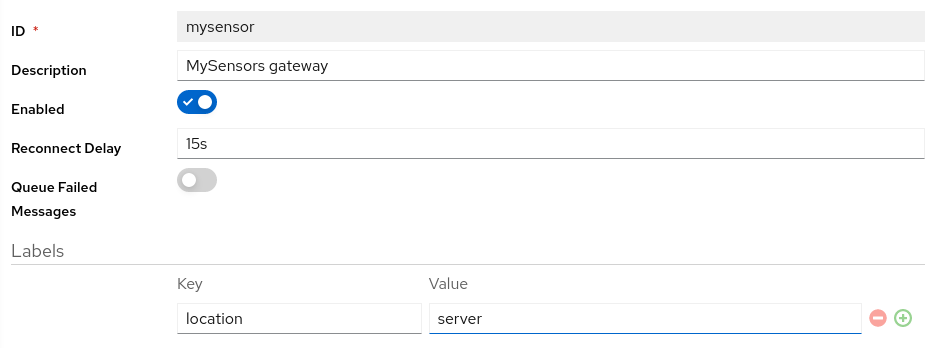 ID *
mysensor
Description
MySensors gateway
Enabled
Reconnect Delay
15s
Queue Failed
Messages
Labels
Key Value
location server